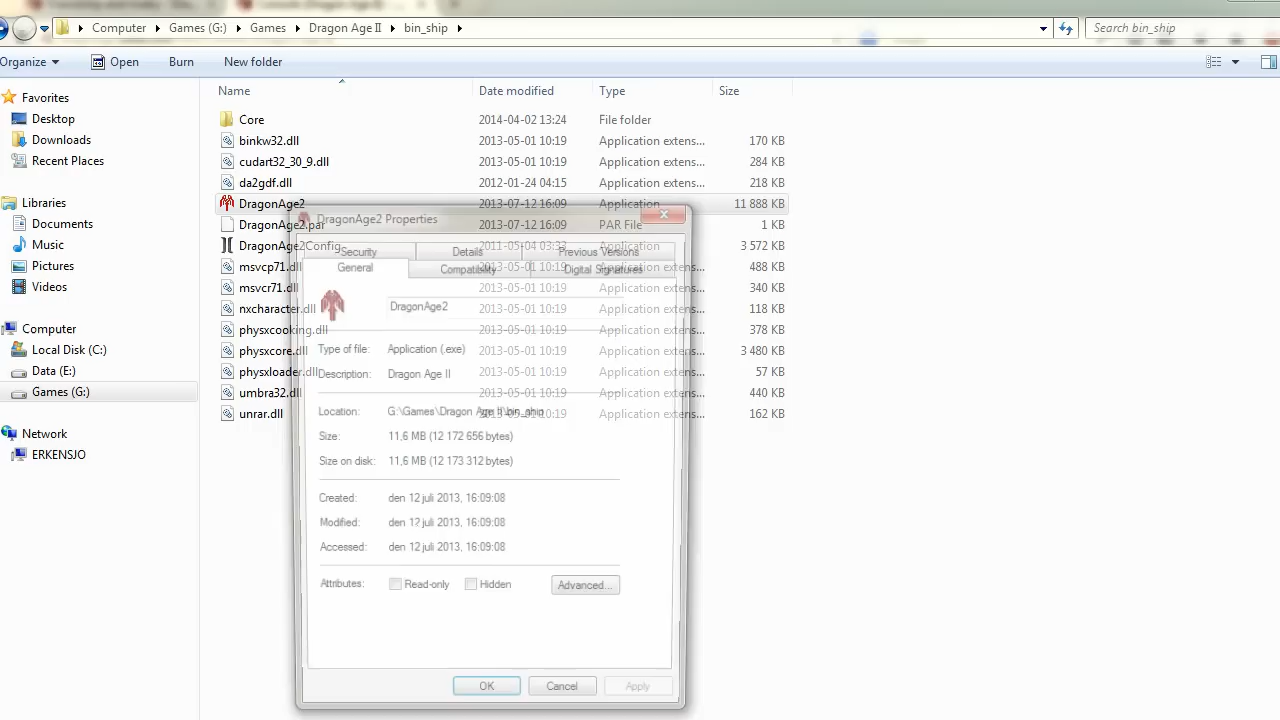 Computer ▸ Games (G:) ▸ Games ▸ Dragon Age II ▸ bin_ship ▸
Search bin_ship
Organize
Open
Burn
New folder
Name
Date modified
Type
Size
Favorites
Desktop
Downloads
Recent Places
Libraries
Documents
Music
Pictures
Videos
Computer
Local Disk (C:)
Data (E:)
Games (G:)
Network
ERKENSJO
Core 2014-04-02 13:24 File folder
binkw32.dll 2013-05-01 10:19 Application extens... 170 KB
cudart32_30_9.dll 2013-05-01 10:19 Application extens... 284 KB
da2gdf.dll 2012-01-24 04:15 Application extens... 218 KB
DragonAge2 2013-07-12 16:09 Application 11 888 KB
DragonAge2.par 2013-07-12 16:09 PAR File 1 KB
DragonAge2Config 2011-05-04 03:33 Application 3 572 KB
msvcp71.dll 2013-05-01 10:19 Application extens... 488 KB
msvcr71.dll 2013-05-01 10:19 Application extens... 340 KB
nxcharacter.dll 2013-05-01 10:19 Application extens... 118 KB
physxcooking.dll 2013-05-01 10:19 Application extens... 378 KB
physxcore.dll 2013-05-01 10:19 Application extens... 3 480 KB
physxloader.dll 2013-05-01 10:19 Application extens... 57 KB
umbra32.dll 2013-05-01 10:19 Application extens... 440 KB
unrar.dll 2013-05-01 10:19 Application extens... 162 KB
DragonAge2 Properties
Security
Details
Previous Versions
General
Compatibility
Digital Signatures
DragonAge2
Type of file: Application (.exe)
Description: Dragon Age II
Location: G:\Games\Dragon Age II\bin_ship
Size: 11,6 MB (12 172 656 bytes)
Size on disk: 11,6 MB (12 173 312 bytes)
Created: den 12 juli 2013, 16:09:08
Modified: den 12 juli 2013, 16:09:08
Accessed: den 12 juli 2013, 16:09:08
Attributes:
Read-only
Hidden
Advanced...
OK
Cancel
Apply